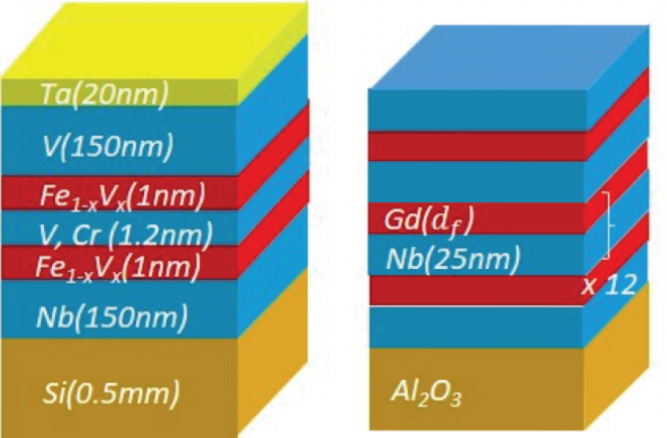 Ta(20nm)
V(150nm)
Fe₁₋ₓVₓ(1nm)
V, Cr (1.2nm)
Fe₁₋ₓVₓ(1nm)
Nb(150nm)
Si(0.5mm)
Gd(d_f)
Nb(25nm)
x 12
Al₂O₃